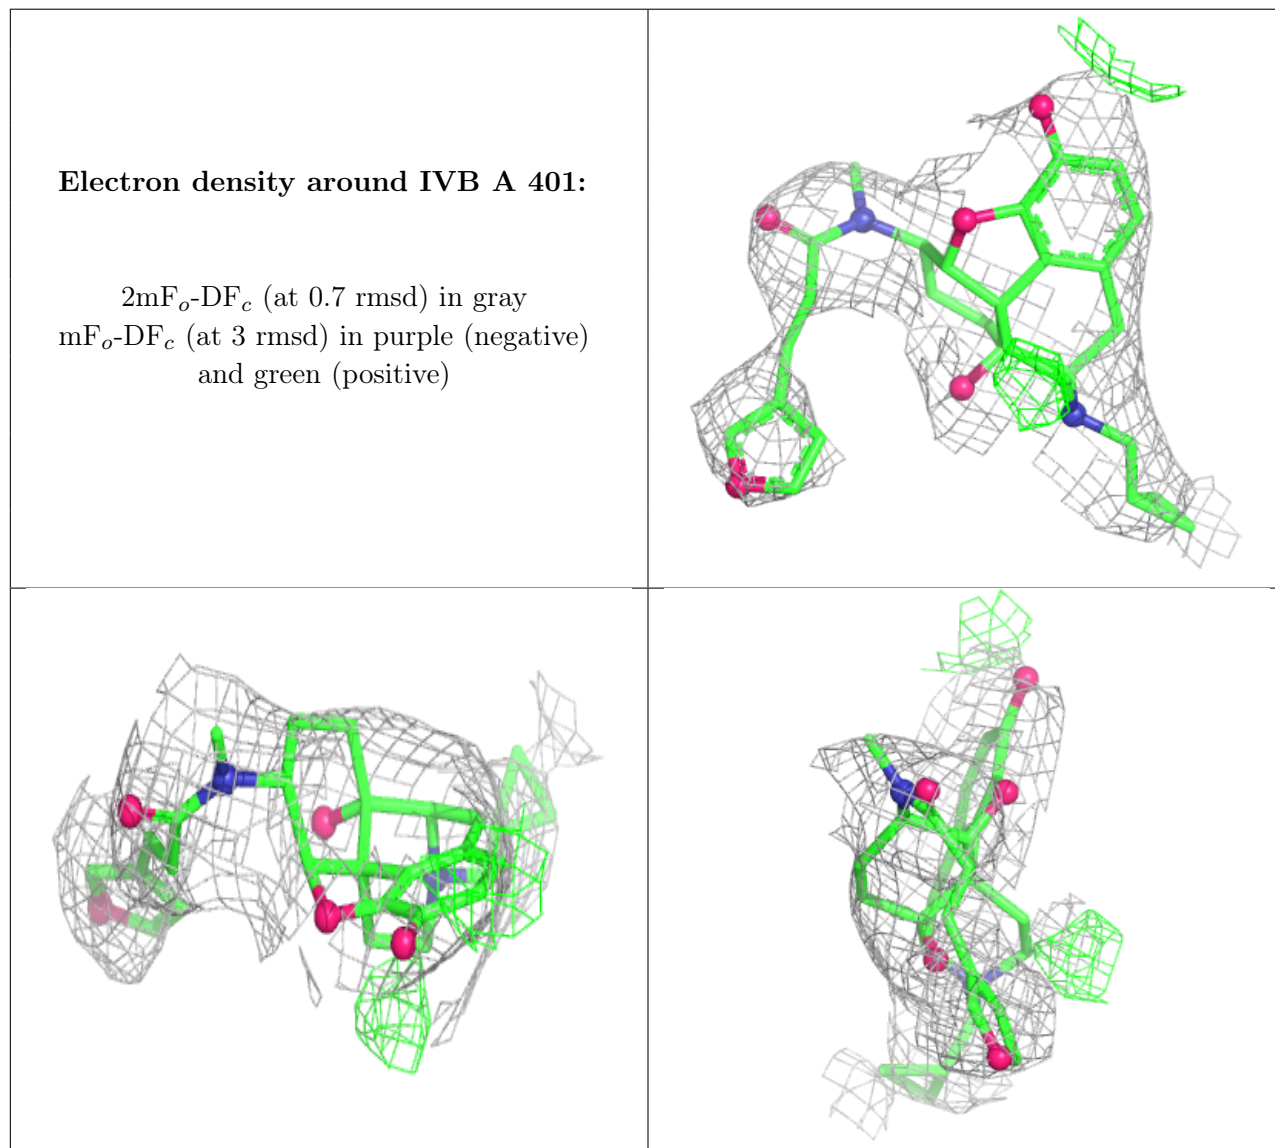 Electron density around IVB A 401:
2mFₒ-DF𝒸 (at 0.7 rmsd) in gray
mFₒ-DF𝒸 (at 3 rmsd) in purple (negative)
and green (positive)